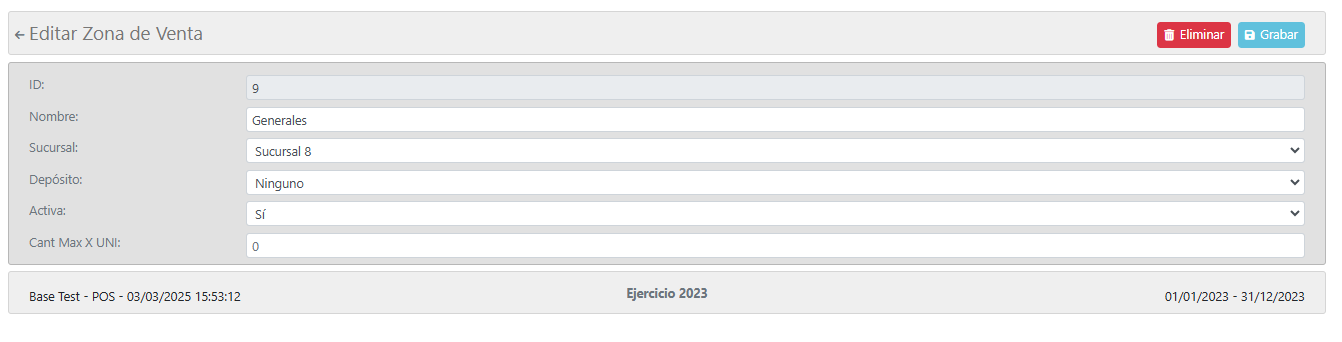 Editar Zona de Venta
Eliminar
Grabar
ID: 9
Nombre: Generales
Sucursal: Sucursal 8
Depósito: Ninguno
Activa: Sí
Cant Max X UNI: 0
Base Test - POS - 03/03/2025 15:53:12
Ejercicio 2023
01/01/2023 - 31/12/2023